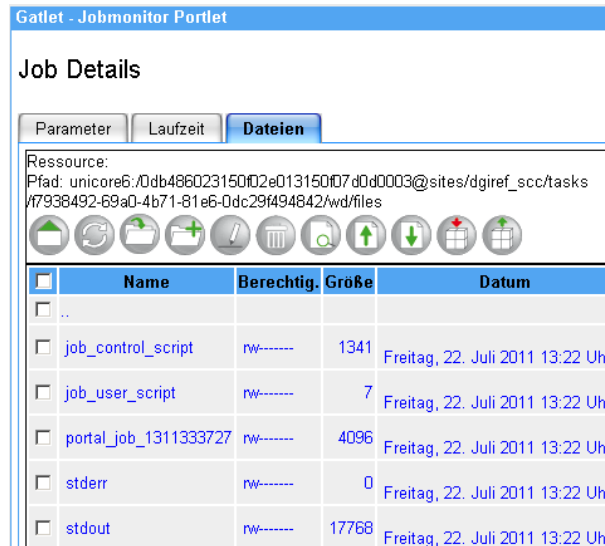 Gatlet - Jobmonitor Portlet
Job Details
Parameter Laufzeit Dateien
Ressource:
Pfad: unicore6:/0db486023150f02e013150f07d0d0003@sites/dgiref_scc/tasks
/f7938492-69a0-4b71-81e6-0dc29f494842/wd/files
Name Berechtig. Größe Datum
..
job_control_script rw------- 1341 Freitag, 22. Juli 2011 13:22 Uh
job_user_script rw------- 7 Freitag, 22. Juli 2011 13:22 Uh
portal_job_1311333727 rw------- 4096 Freitag, 22. Juli 2011 13:22 Uh
stderr rw------- 0 Freitag, 22. Juli 2011 13:22 Uh
stdout rw------- 17768 Freitag, 22. Juli 2011 13:22 Uh